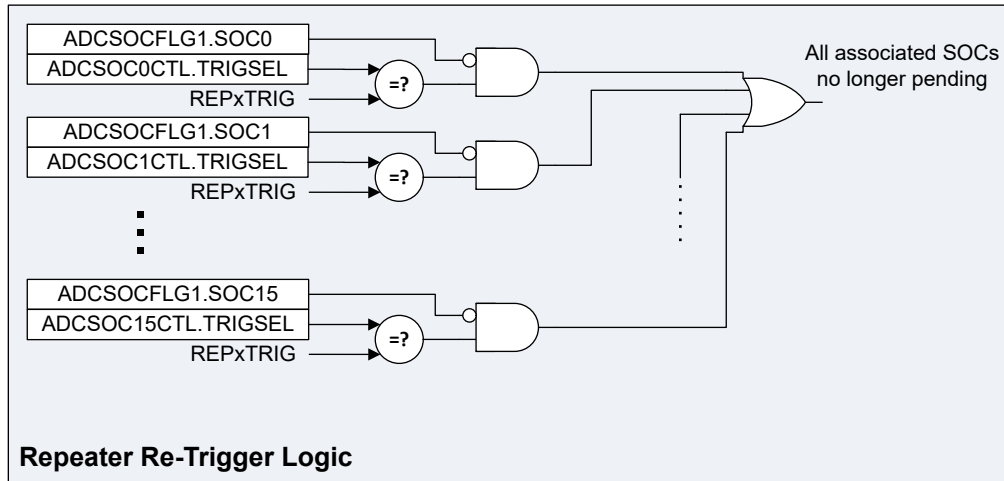 ADCSOCFLG1.SOC0
ADCSOC0CTL.TRIGSEL
REPxTRIG
=?
ADCSOCFLG1.SOC1
ADCSOC1CTL.TRIGSEL
REPxTRIG
=?
ADCSOCFLG1.SOC15
ADCSOC15CTL.TRIGSEL
REPxTRIG
=?
All associated SOCs
no longer pending
Repeater Re-Trigger Logic